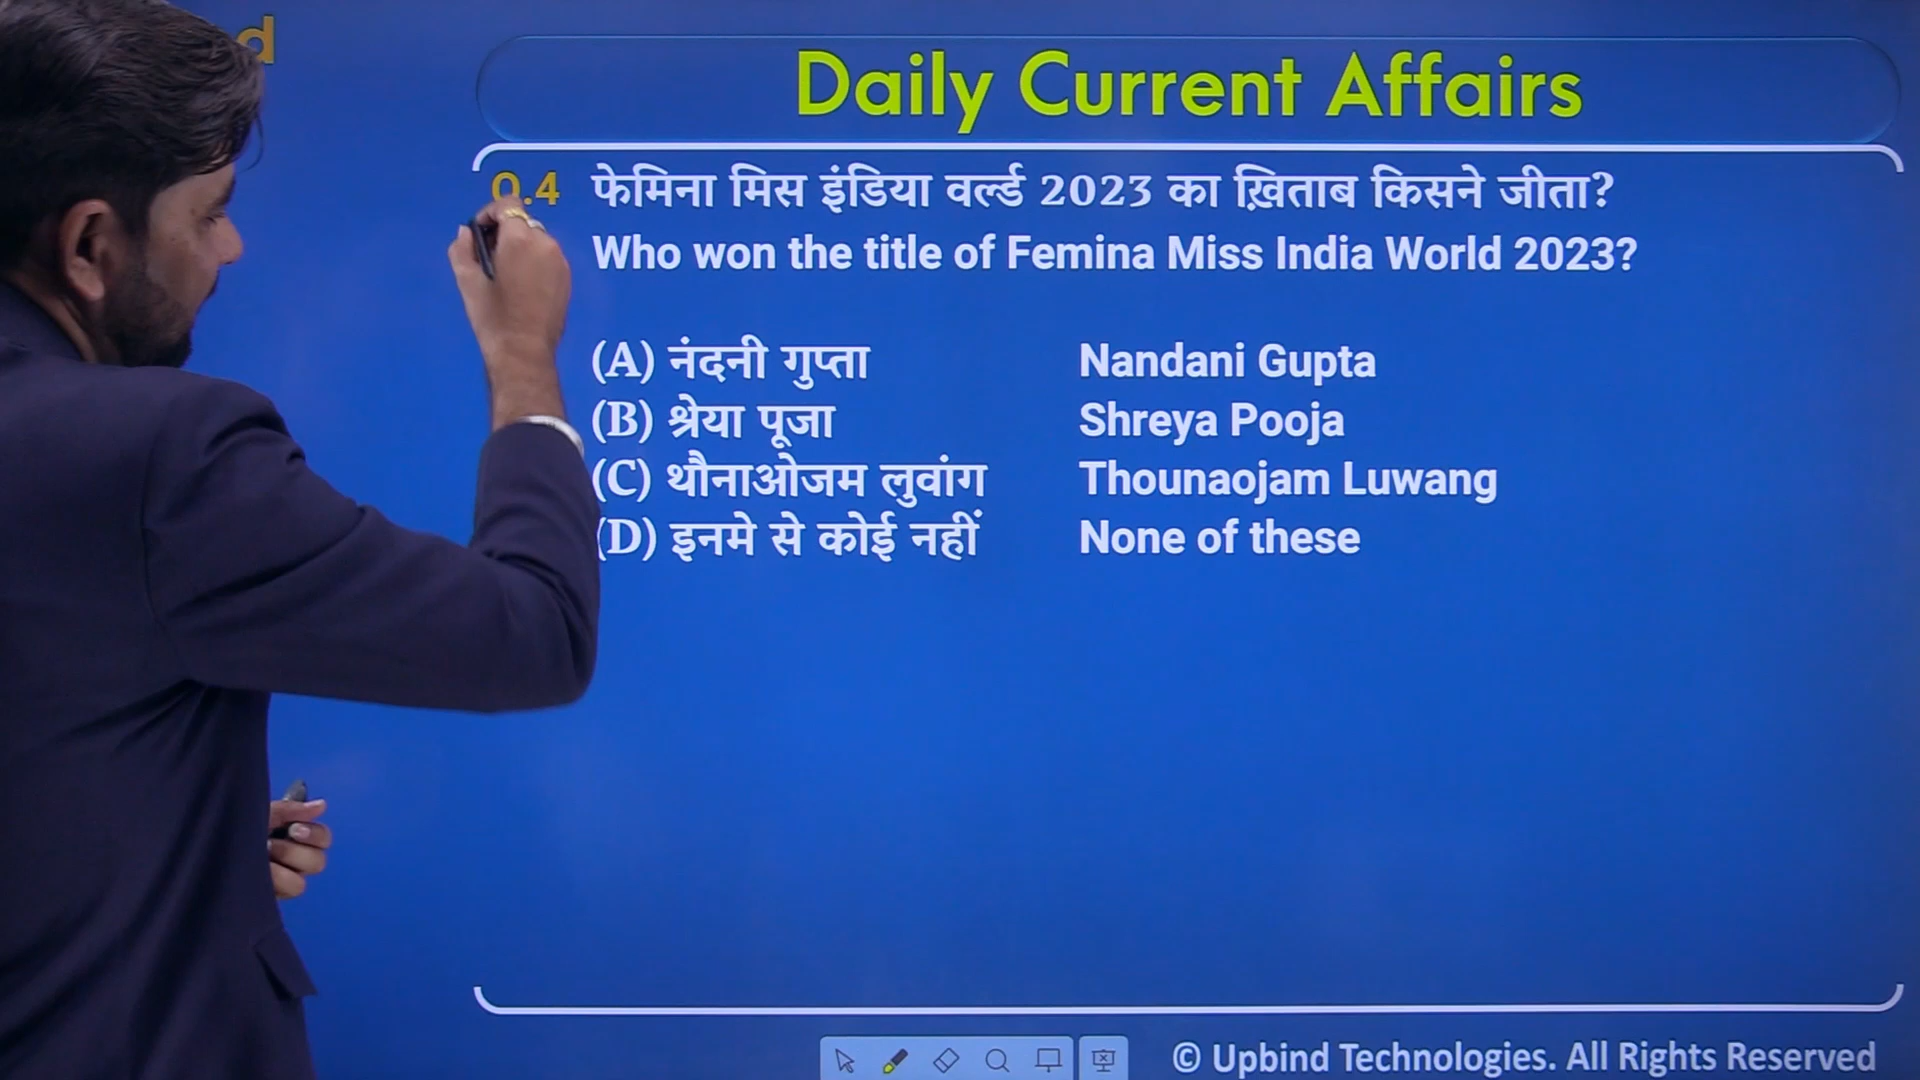 d
Daily Current Affairs
Q.4 फेमिना मिस इंडिया वर्ल्ड 2023 का ख़िताब किसने जीता?
Who won the title of Femina Miss India World 2023?
(A) नंदनी गुप्ता Nandani Gupta
(B) श्रेया पूजा Shreya Pooja
(C) थौनाओजम लुवांग Thounaojam Luwang
(D) इनमे से कोई नहीं None of these
© Upbind Technologies. All Rights Reserved